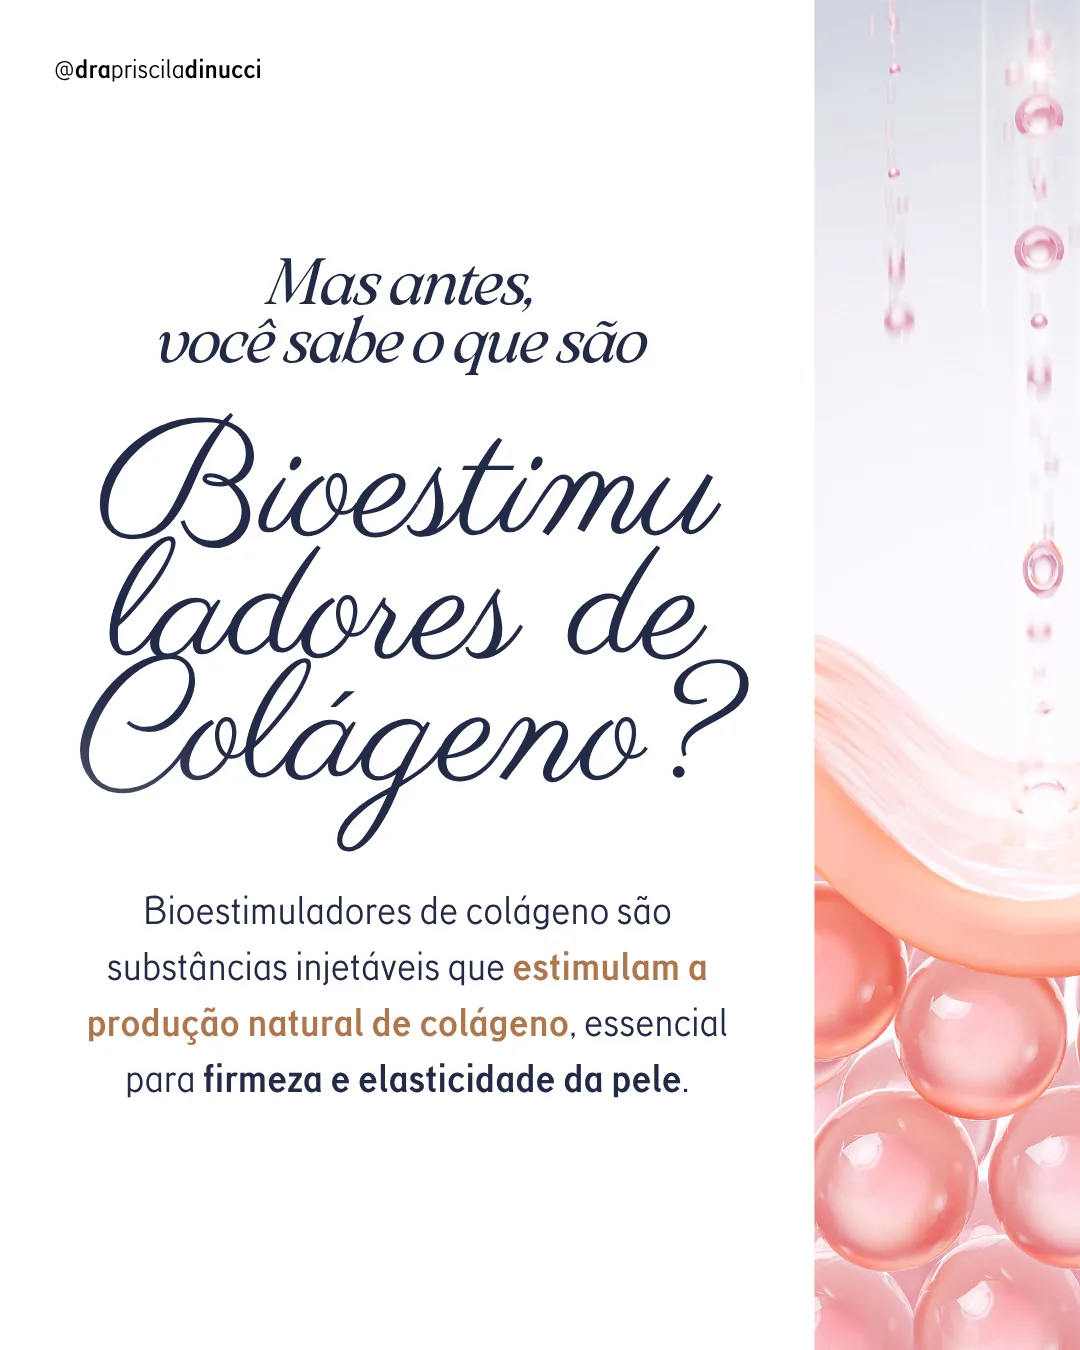 @draprisciladinucci
Mas antes,
você sabe o que são
Bioestimu
ladores de
Colágeno?
Bioestimuladores de colágeno são
substâncias injetáveis que estimulam a
produção natural de colágeno, essencial
para firmeza e elasticidade da pele.